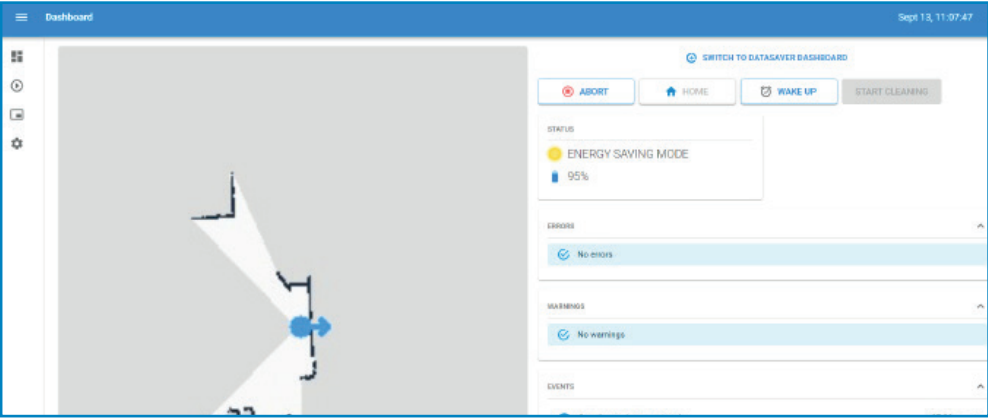 Dashboard
Sept 13, 11:07:47
SWITCH TO DATASAVER DASHBOARD
ABORT
HOME
WAKE UP
START CLEANING
STATUS
ENERGY SAVING MODE
95%
ERRORS
No errors
WARNINGS
No warnings
EVENTS